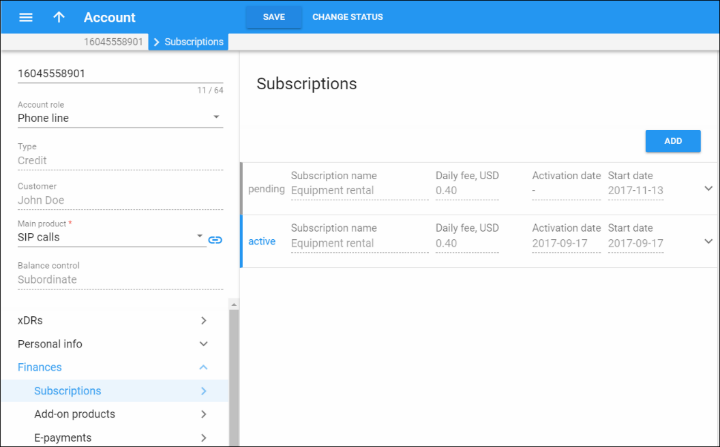 Account
SAVE
CHANGE STATUS
16045558901
Subscriptions
16045558901
11 / 64
Account role
Phone line
Type
Credit
Customer
John Doe
Main product *
SIP calls
Balance control
Subordinate
xDRs
Personal info
Finances
Subscriptions
Add-on products
E-payments
Subscriptions
ADD
Subscription name Daily fee, USD Activation date Start date
pending Equipment rental 0.40 - 2017-11-13
Subscription name Daily fee, USD Activation date Start date
active Equipment rental 0.40 2017-09-17 2017-09-17